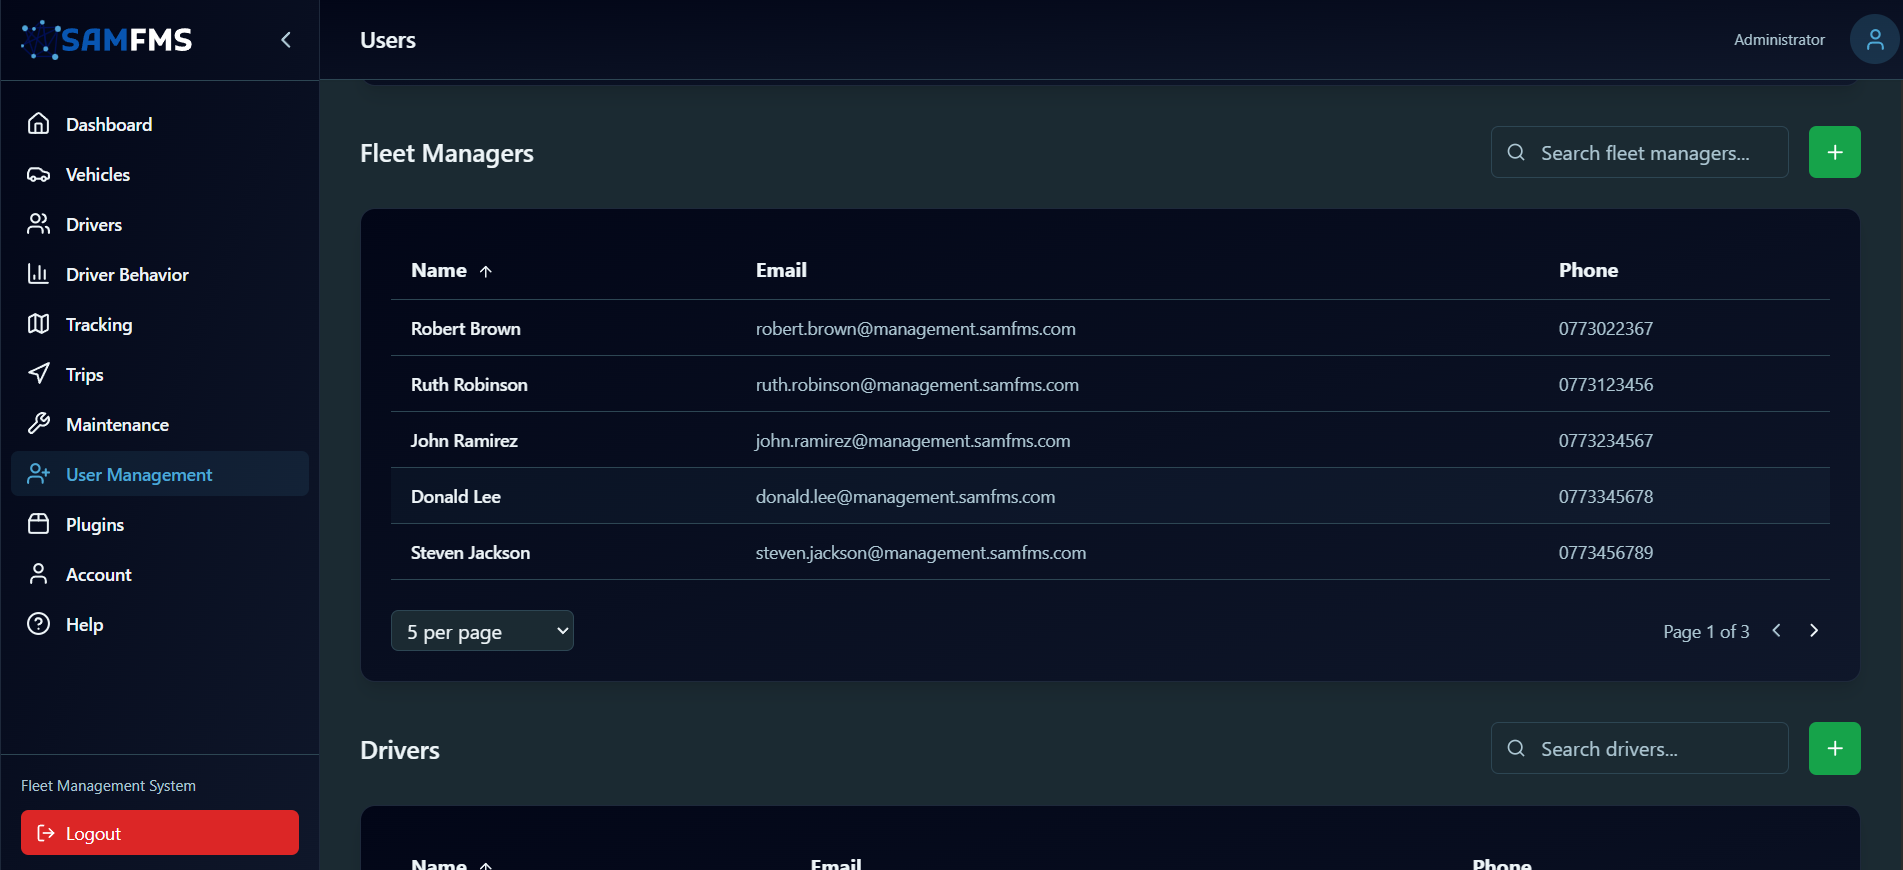 SAMFMS
Users
Administrator
Dashboard
Vehicles
Drivers
Driver Behavior
Tracking
Trips
Maintenance
User Management
Plugins
Account
Help
Fleet Management System
Logout
Fleet Managers
Search fleet managers...
Name Email Phone
Robert Brown robert.brown@management.samfms.com 0773022367
Ruth Robinson ruth.robinson@management.samfms.com 0773123456
John Ramirez john.ramirez@management.samfms.com 0773234567
Donald Lee donald.lee@management.samfms.com 0773345678
Steven Jackson steven.jackson@management.samfms.com 0773456789
5 per page Page 1 of 3
Drivers
Search drivers...
Name Email Phone